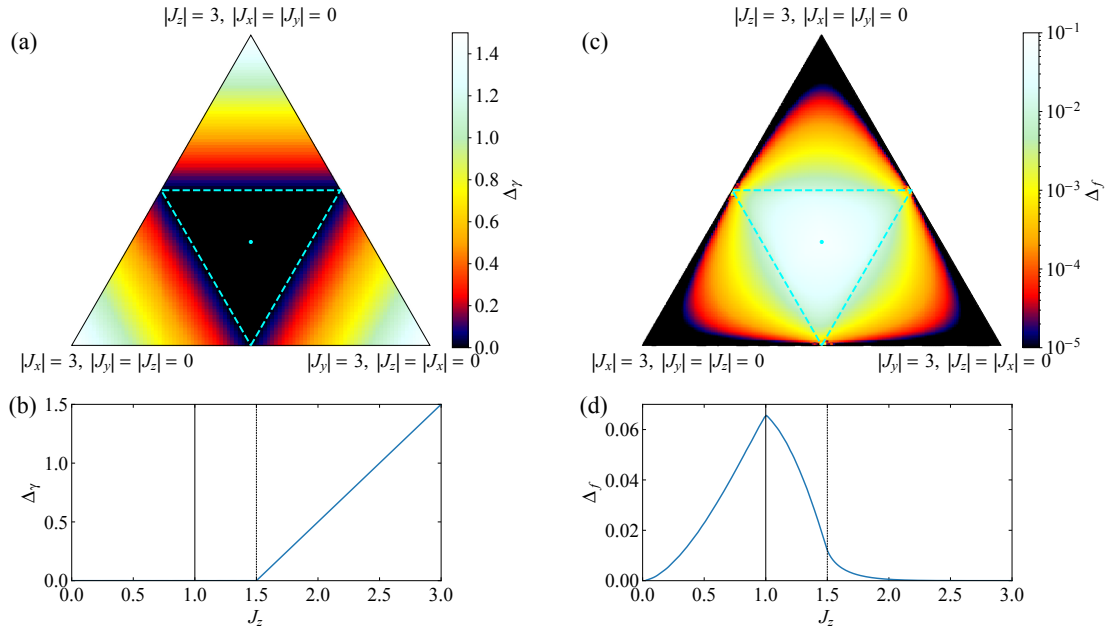 |J_z| = 3, |J_x| = |J_y| = 0
(a)
1.4
1.2
1.0
0.8
0.6
0.4
0.2
0.0
Δ_γ
|J_x| = 3, |J_y| = |J_z| = 0
|J_y| = 3, |J_z| = |J_x| = 0
|J_z| = 3, |J_x| = |J_y| = 0
(c)
10^{-1}
10^{-2}
10^{-3}
10^{-4}
10^{-5}
Δ_f
|J_x| = 3, |J_y| = |J_z| = 0
|J_y| = 3, |J_z| = |J_x| = 0
(b)
1.5
1.0
0.5
0.0
Δ_γ
0.0 0.5 1.0 1.5 2.0 2.5 3.0
J_z
(d)
0.06
0.04
0.02
0.00
Δ_f
0.0 0.5 1.0 1.5 2.0 2.5 3.0
J_z